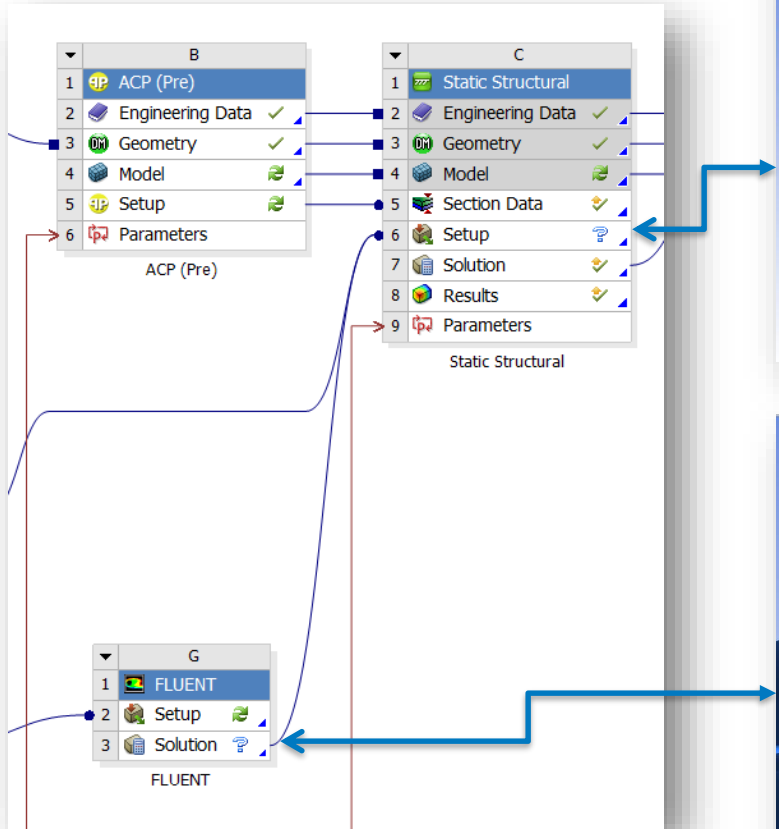 B
1 ACP (Pre)
2 Engineering Data
3 Geometry
4 Model
5 Setup
6 Parameters
ACP (Pre)
C
1 Static Structural
2 Engineering Data
3 Geometry
4 Model
5 Section Data
6 Setup
7 Solution
8 Results
9 Parameters
Static Structural
G
1 FLUENT
2 Setup
3 Solution
FLUENT